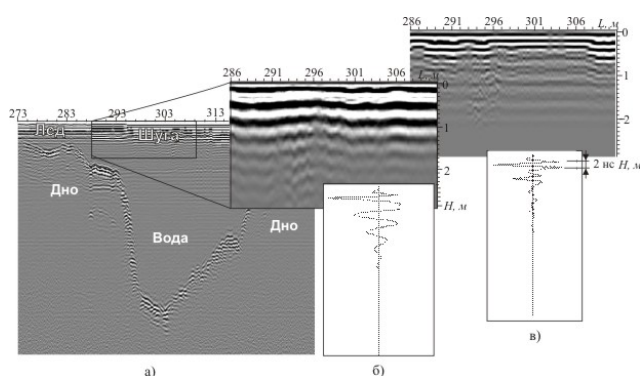 286 291 296 301 306 L, м
0
1
2
H, м
2 нс
286 291 296 301 306 L, м
0
1
2
H, м
273 283 293 303 313
Лед
Шуга
Дно
Вода
Дно
а)
б)
в)